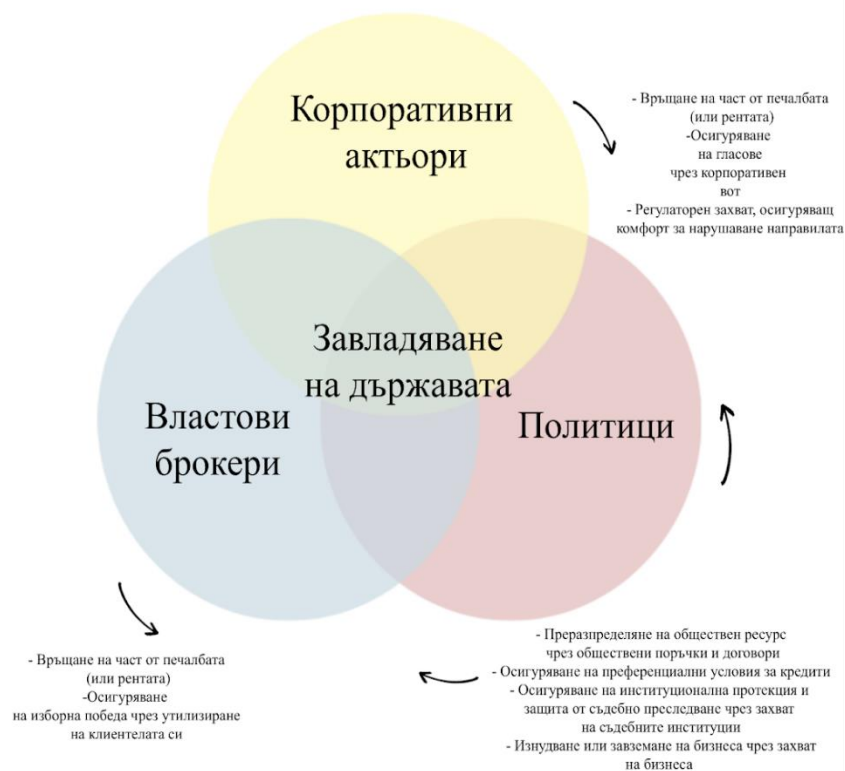 Корпоративни
актьори
- Връщане на част от печалбата
(или рентата)
-Осигуряване
на гласове
чрез корпоративен
вот
- Регулаторен захват, осигуряващ
комфорт за нарушаване направилата
Завладяване
на държавата
Властови
брокери
Политици
- Връщане на част от печалбата
(или рентата)
-Осигуряване
на изборна победа чрез утилизиране
на клиентелата си
- Преразпределяне на обществен ресурс
чрез обществени поръчки и договори
- Осигуряване на преференциални условия за кредити
- Осигуряване на институционална протекция и
защита от съдебно преследване чрез захват
на съдебните институции
- Изнудване или завземане на бизнеса чрез захват
на бизнеса